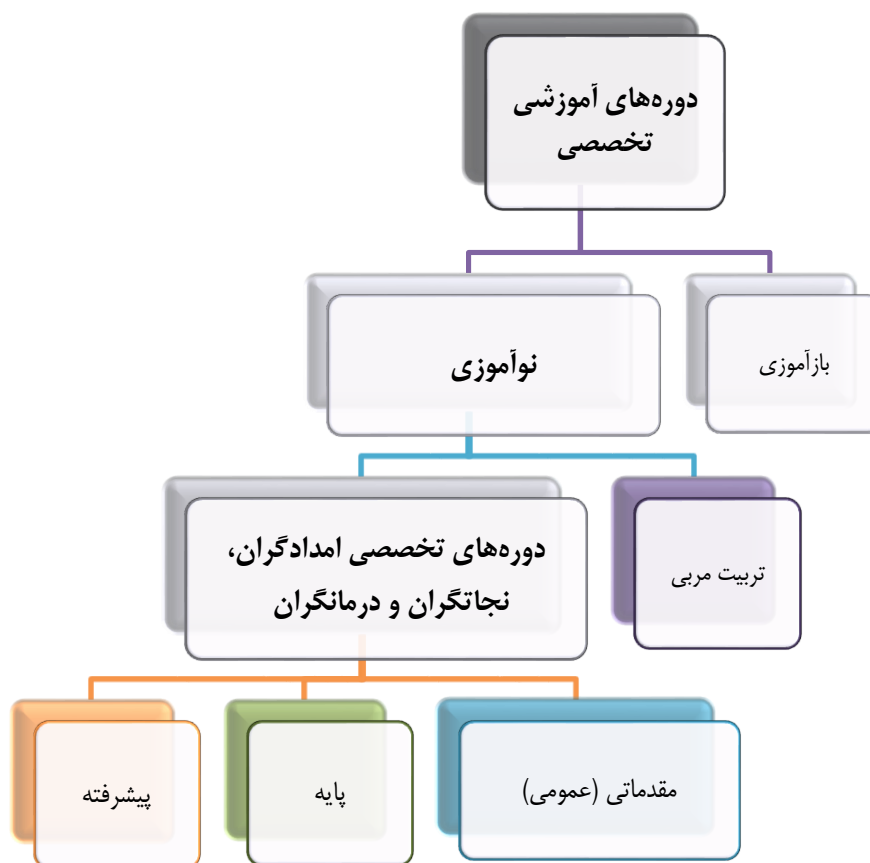 دوره‌های آموزشی
تخصصی
بازآموزی
نوآموزی
تربیت مربی
دوره‌های تخصصی امدادگران،
نجاتگران و درمانگران
مقدماتی (عمومی)
پایه
پیشرفته